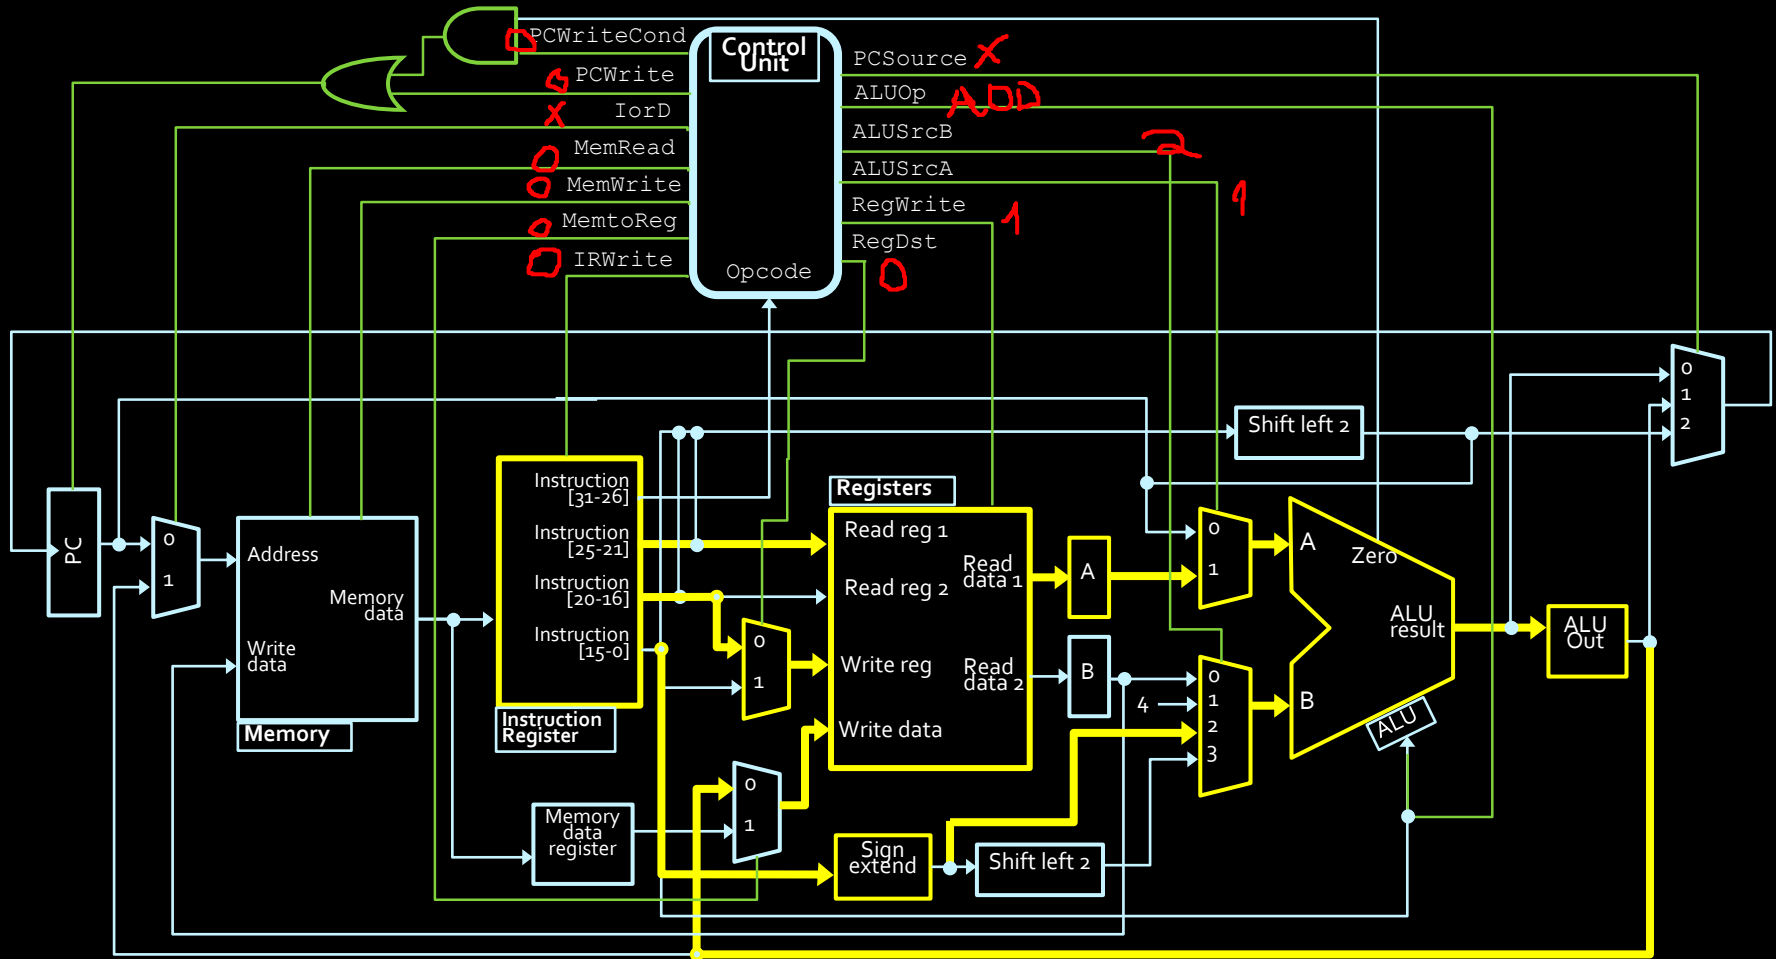 0 PCWriteCond
0 PCWrite
X IorD
0 MemRead
0 MemWrite
0 MemtoReg
0 IRWrite
Control
Unit
Opcode
PCSource X
ALUOp ADD
ALUSrcB 2
ALUSrcA 1
RegWrite 1
RegDst
0
0
1
2
Shift left 2
PC
0
1
Address
Memory
data
Write
data
Memory
Instruction
[31-26]
Instruction
[25-21]
Instruction
[20-16]
Instruction
[15-0]
Instruction
Register
Memory
data
register
0
1
0
1
Registers
Read reg 1
Read reg 2
Write reg
Write data
Read
data 1
Read
data 2
Sign
extend
Shift left 2
A
B
4
0
1
0
1
2
3
A
B
Zero
ALU
result
ALU
ALU
Out